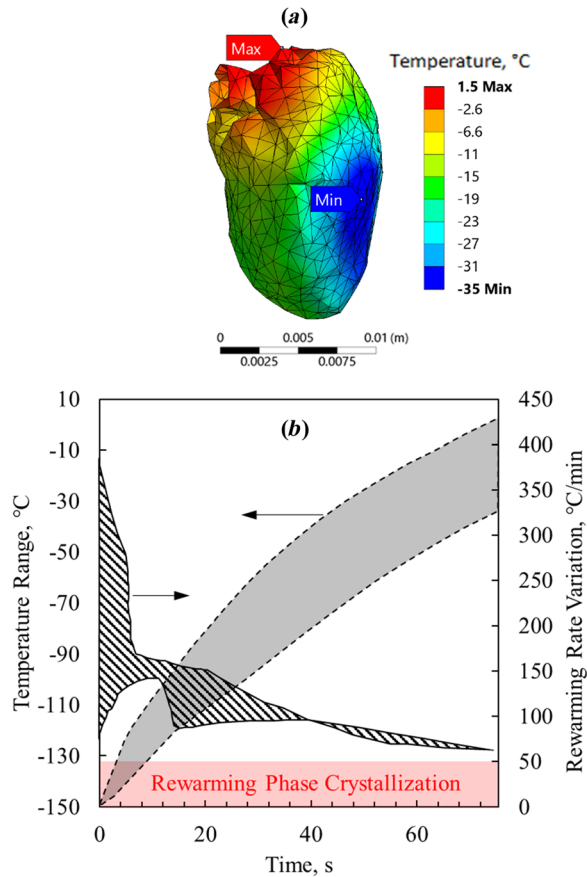 (a)
Max
Min
Temperature, °C
1.5 Max
-2.6
-6.6
-11
-15
-19
-23
-27
-31
-35 Min
0 0.005 0.01 (m)
0.0025 0.0075
(b)
Temperature Range, °C
10
-10
-30
-50
-70
-90
-110
-130
-150
Rewarming Rate Variation, °C/min
450
400
350
300
250
200
150
100
50
0
Rewarming Phase Crystallization
0 20 40 60
Time, s